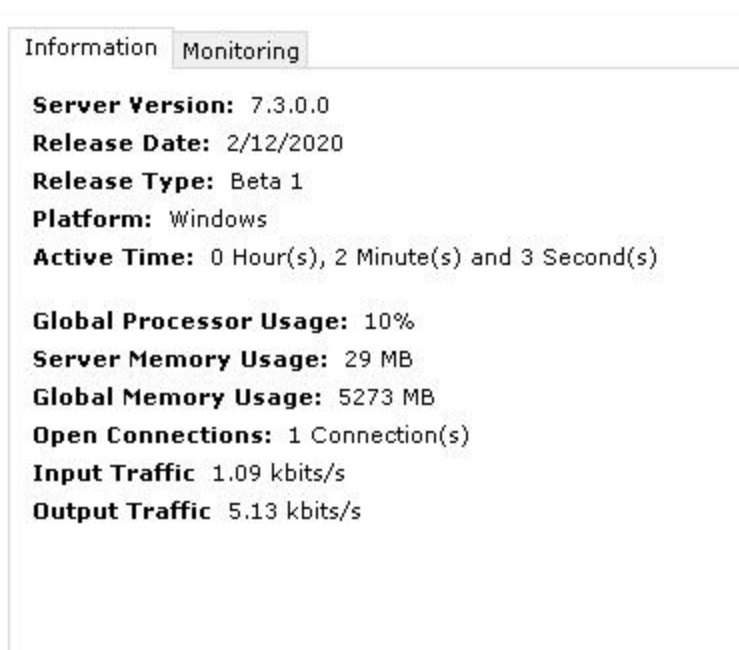 Information Monitoring
Server Version: 7.3.0.0
Release Date: 2/12/2020
Release Type: Beta 1
Platform: Windows
Active Time: 0 Hour(s), 2 Minute(s) and 3 Second(s)
Global Processor Usage: 10%
Server Memory Usage: 29 MB
Global Memory Usage: 5273 MB
Open Connections: 1 Connection(s)
Input Traffic 1.09 kbits/s
Output Traffic 5.13 kbits/s